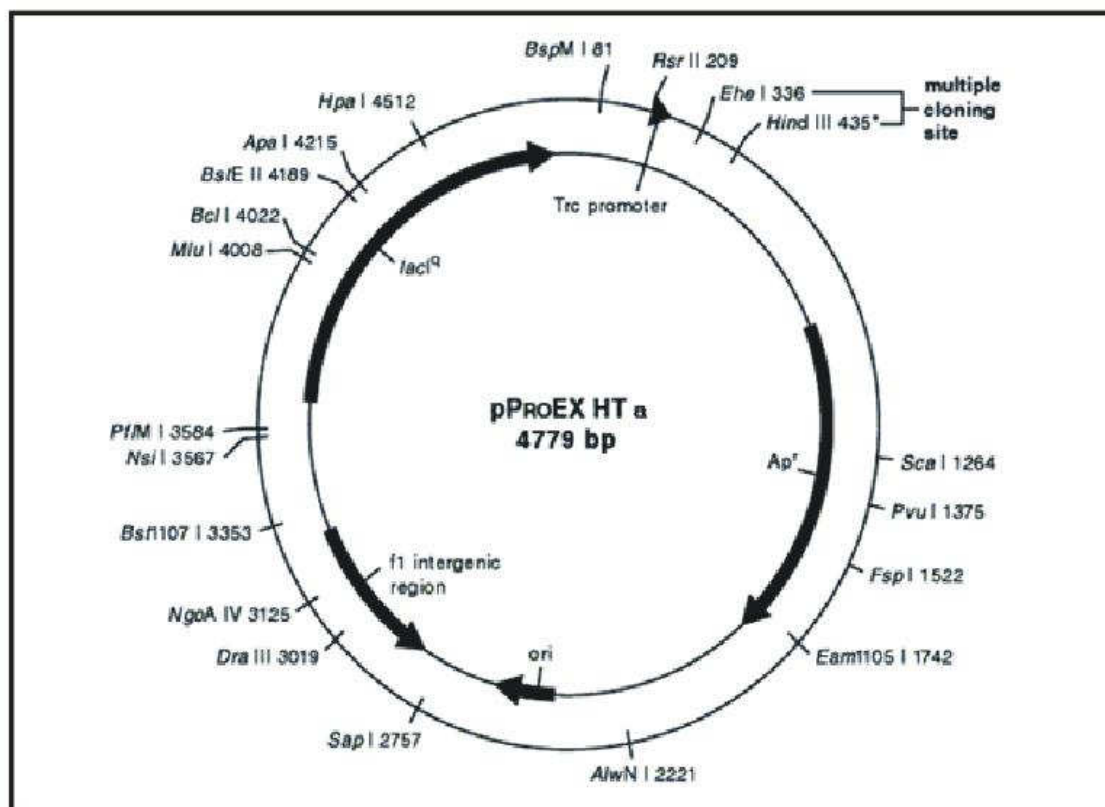 BspM I 81
Rsr II 209
Ehe I 336
Hind III 435*
multiple
cloning
site
Hpa I 4512
Apa I 4215
BstE II 4189
Bcl I 4022
Mlu I 4008
Trc promoter
lacIq
pPROEX HT a
4779 bp
PflM I 3584
Nsi I 3567
Apr
Sca I 1264
Pvu I 1375
Bst1107 I 3353
f1 intergenic
region
Fsp I 1522
NgoA IV 3125
Dra III 3019
ori
Eam1105 I 1742
Sap I 2757
AlwN I 2221